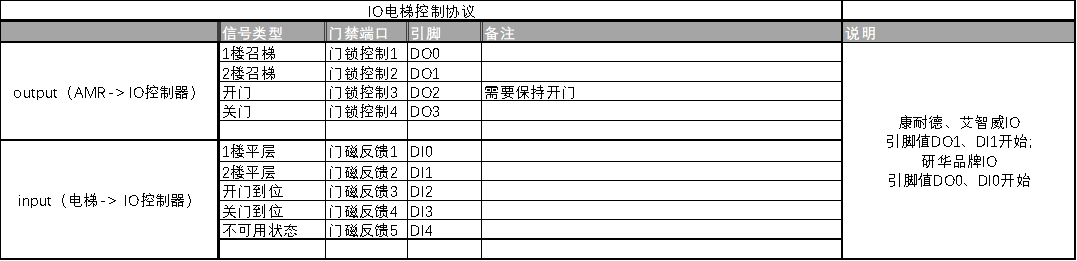 IO电梯控制协议
信号类型 门禁端口 引脚 备注 说明
output（AMR -> IO控制器）
1楼召梯 门锁控制1 DO0
2楼召梯 门锁控制2 DO1
开门 门锁控制3 DO2 需要保持开门
关门 门锁控制4 DO3
input（电梯 -> IO控制器）
1楼平层 门磁反馈1 DI0
2楼平层 门磁反馈2 DI1
开门到位 门磁反馈3 DI2
关门到位 门磁反馈4 DI3
不可用状态 门磁反馈5 DI4
康耐德、艾智威IO
引脚值DO1、DI1开始;
研华品牌IO
引脚值DO0、DI0开始